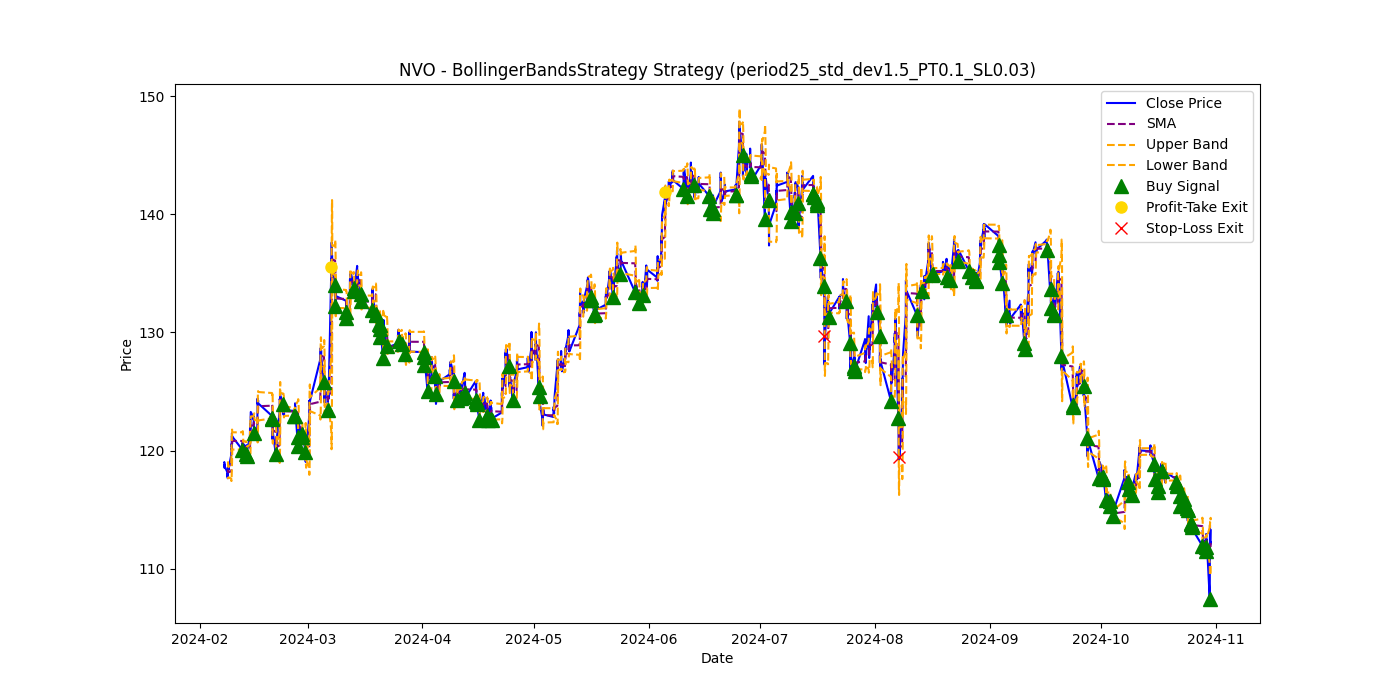 NVO - BollingerBandsStrategy Strategy (period25_std_dev1.5_PT0.1_SL0.03)
150
140
130
120
110
Price
Close Price
SMA
Upper Band
Lower Band
Buy Signal
Profit-Take Exit
Stop-Loss Exit
2024-02 2024-03 2024-04 2024-05 2024-06 2024-07 2024-08 2024-09 2024-10 2024-11
Date